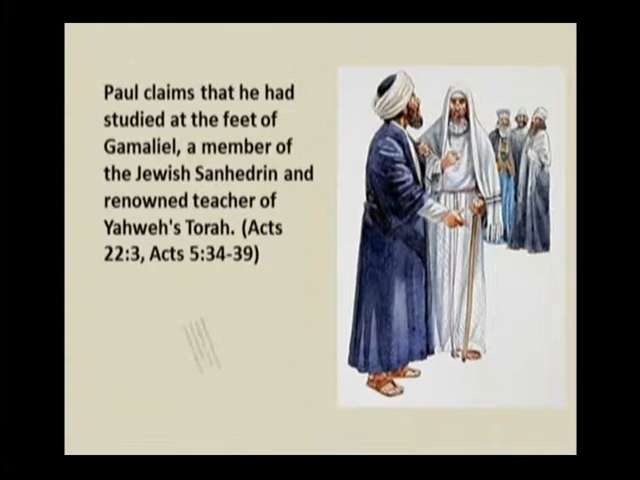 Paul claims that he had
studied at the feet of
Gamaliel, a member of
the Jewish Sanhedrin and
renowned teacher of
Yahweh's Torah. (Acts
22:3, Acts 5:34-39)